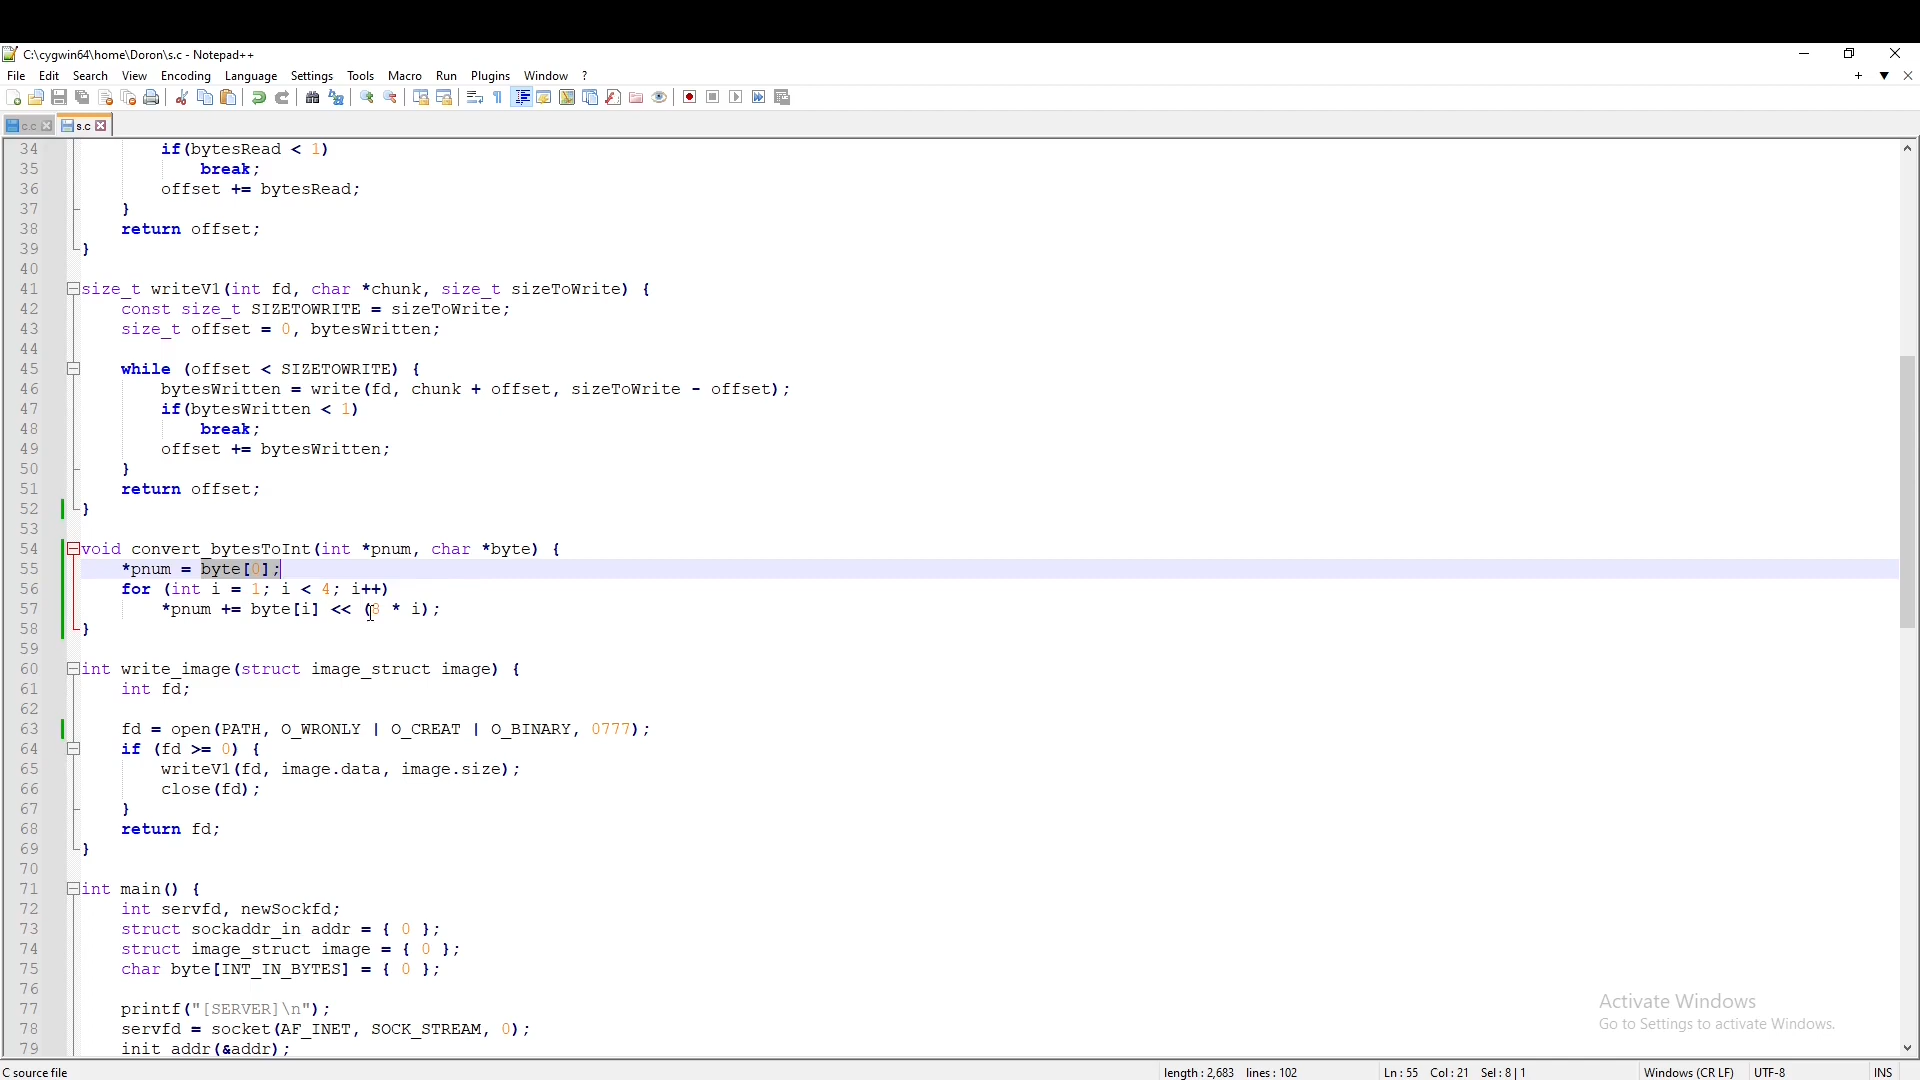 C:\cygwin64\home\Doron\s.c - Notepad++
File Edit Search View Encoding Language Settings Tools Macro Run Plugins Window ?
c.c s.c
34 if(bytesRead < 1)
35 break;
36 offset += bytesRead;
37 }
38 return offset;
39 }
40
41 size_t writeV1(int fd, char *chunk, size_t sizeToWrite) {
42 const size_t SIZETOWRITE = sizeToWrite;
43 size_t offset = 0, bytesWritten;
44
45 while (offset < SIZETOWRITE) {
46 bytesWritten = write(fd, chunk + offset, sizeToWrite - offset);
47 if(bytesWritten < 1)
48 break;
49 offset += bytesWritten;
50 }
51 return offset;
52 }
53
54 void convert_bytesToInt(int *pnum, char *byte) {
55 *pnum = byte[0];
56 for (int i = 1; i < 4; i++)
57 *pnum += byte[i] << (8 * i);
58 }
59
60 int write_image(struct image_struct image) {
61 int fd;
62
63 fd = open(PATH, O_WRONLY | O_CREAT | O_BINARY, 0777);
64 if (fd >= 0) {
65 writeV1(fd, image.data, image.size);
66 close(fd);
67 }
68 return fd;
69 }
70
71 int main() {
72 int servfd, newSockfd;
73 struct sockaddr_in addr = { 0 };
74 struct image_struct image = { 0 };
75 char byte[INT_IN_BYTES] = { 0 };
76
77 printf("[SERVER]\n");
78 servfd = socket(AF_INET, SOCK_STREAM, 0);
79 init_addr(&addr);
Activate Windows
Go to Settings to activate Windows.
C source file length : 2,683 lines : 102 Ln : 55 Col : 21 Sel : 8 | 1 Windows (CR LF) UTF-8 INS